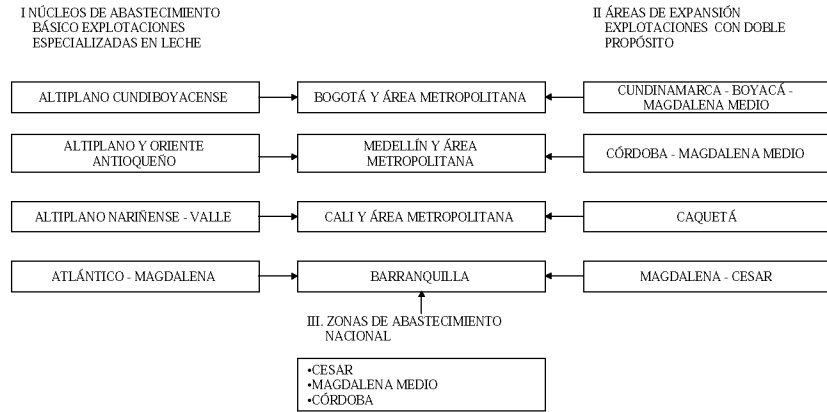 I NÚCLEOS DE ABASTECIMIENTO
BÁSICO EXPLOTACIONES
ESPECIALIZADAS EN LECHE
II ÁREAS DE EXPANSIÓN
EXPLOTACIONES CON DOBLE
PROPÓSITO
ALTIPLANO CUNDIBOYACENSE
BOGOTÁ Y ÁREA METROPOLITANA
CUNDINAMARCA - BOYACÁ -
MAGDALENA MEDIO
ALTIPLANO Y ORIENTE
ANTIOQUEÑO
MEDELLÍN Y ÁREA
METROPOLITANA
CÓRDOBA - MAGDALENA MEDIO
ALTIPLANO NARIÑENSE - VALLE
CALI Y ÁREA METROPOLITANA
CAQUETÁ
ATLÁNTICO - MAGDALENA
BARRANQUILLA
MAGDALENA - CESAR
III. ZONAS DE ABASTECIMIENTO
NACIONAL
•CESAR
•MAGDALENA MEDIO
•CÓRDOBA